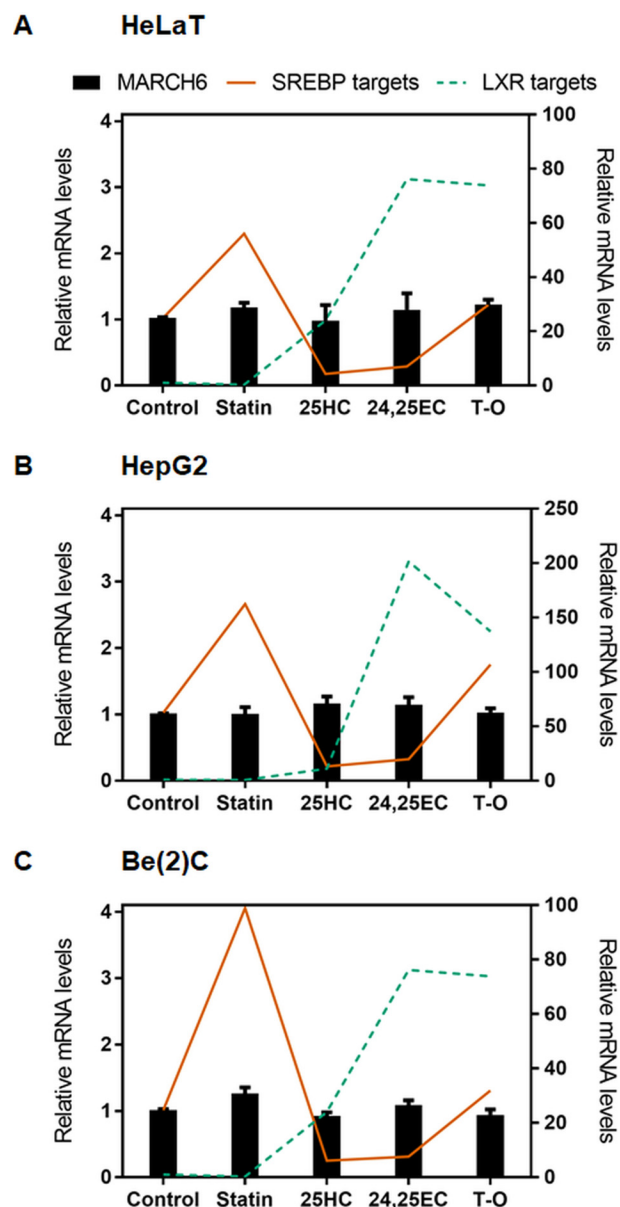 A HeLaT
MARCH6 SREBP targets LXR targets
Relative mRNA levels
4
3
2
1
0
100
80
60
40
20
0
Relative mRNA levels
Control Statin 25HC 24,25EC T-O
B HepG2
Relative mRNA levels
4
3
2
1
0
250
200
150
100
50
0
Relative mRNA levels
Control Statin 25HC 24,25EC T-O
C Be(2)C
Relative mRNA levels
4
3
2
1
0
100
80
60
40
20
0
Relative mRNA levels
Control Statin 25HC 24,25EC T-O